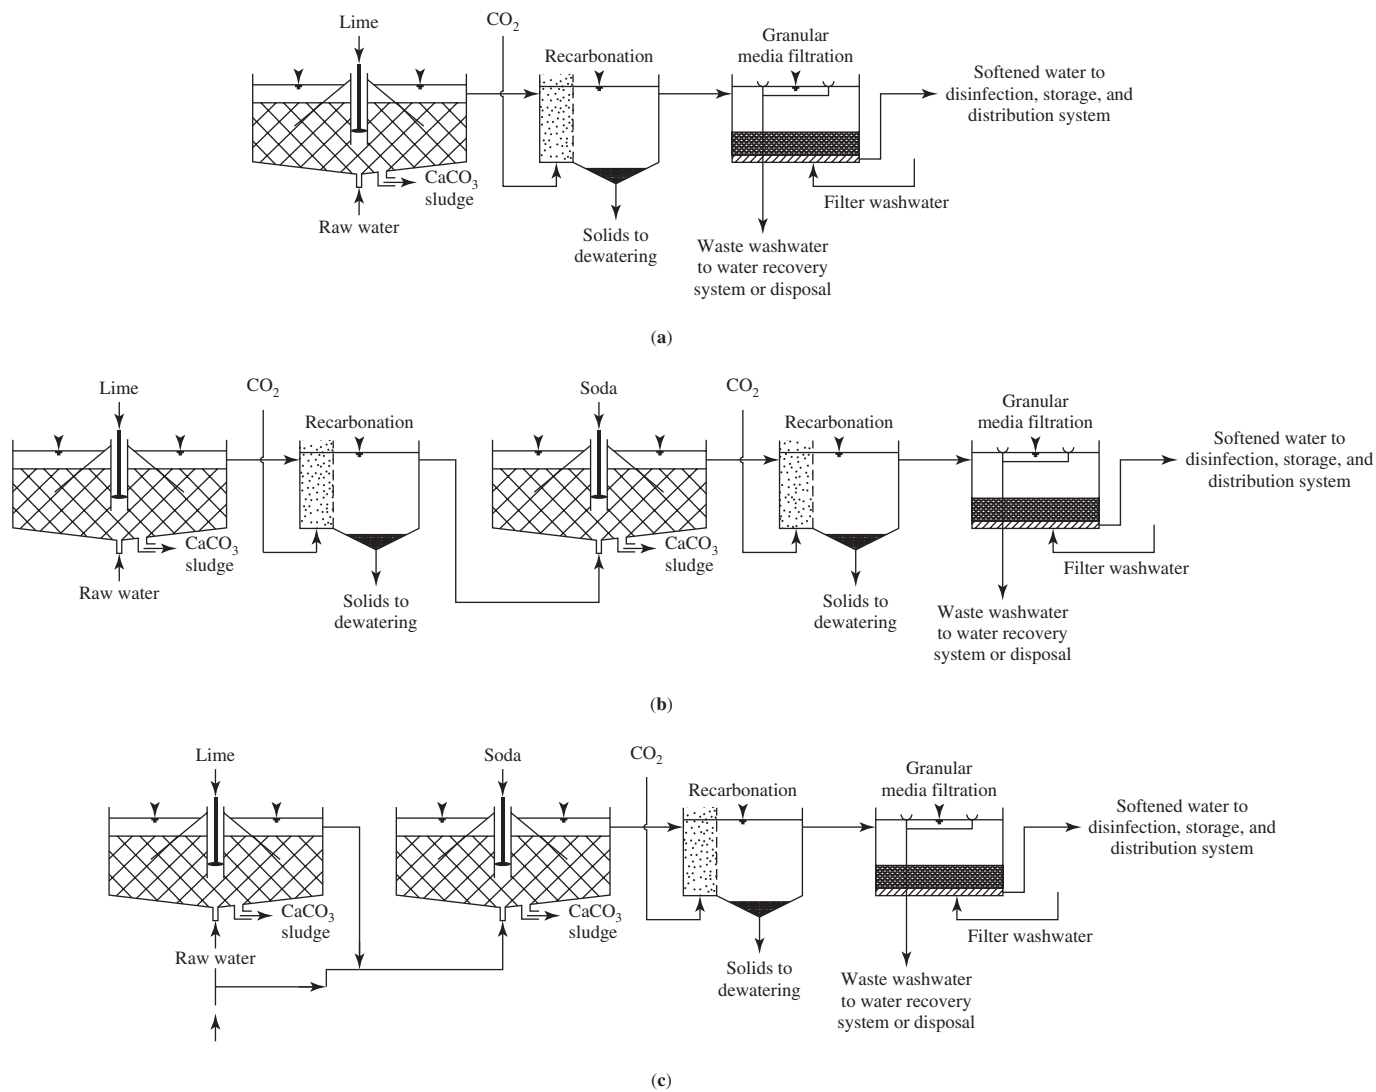 Lime
CO₂
Recarbonation
Granular
media filtration
Softened water to
disinfection, storage, and
distribution system
CaCO₃
sludge
Raw water
Filter washwater
Solids to
dewatering
Waste washwater
to water recovery
system or disposal
(a)
Lime
CO₂
Recarbonation
Soda
CO₂
Recarbonation
Granular
media filtration
Softened water to
disinfection, storage, and
distribution system
CaCO₃
sludge
Raw water
Solids to
dewatering
CaCO₃
sludge
Solids to
dewatering
Filter washwater
Waste washwater
to water recovery
system or disposal
(b)
Lime
Soda
CO₂
Recarbonation
Granular
media filtration
Softened water to
disinfection, storage, and
distribution system
CaCO₃
sludge
Raw water
CaCO₃
sludge
Solids to
dewatering
Filter washwater
Waste washwater
to water recovery
system or disposal
(c)